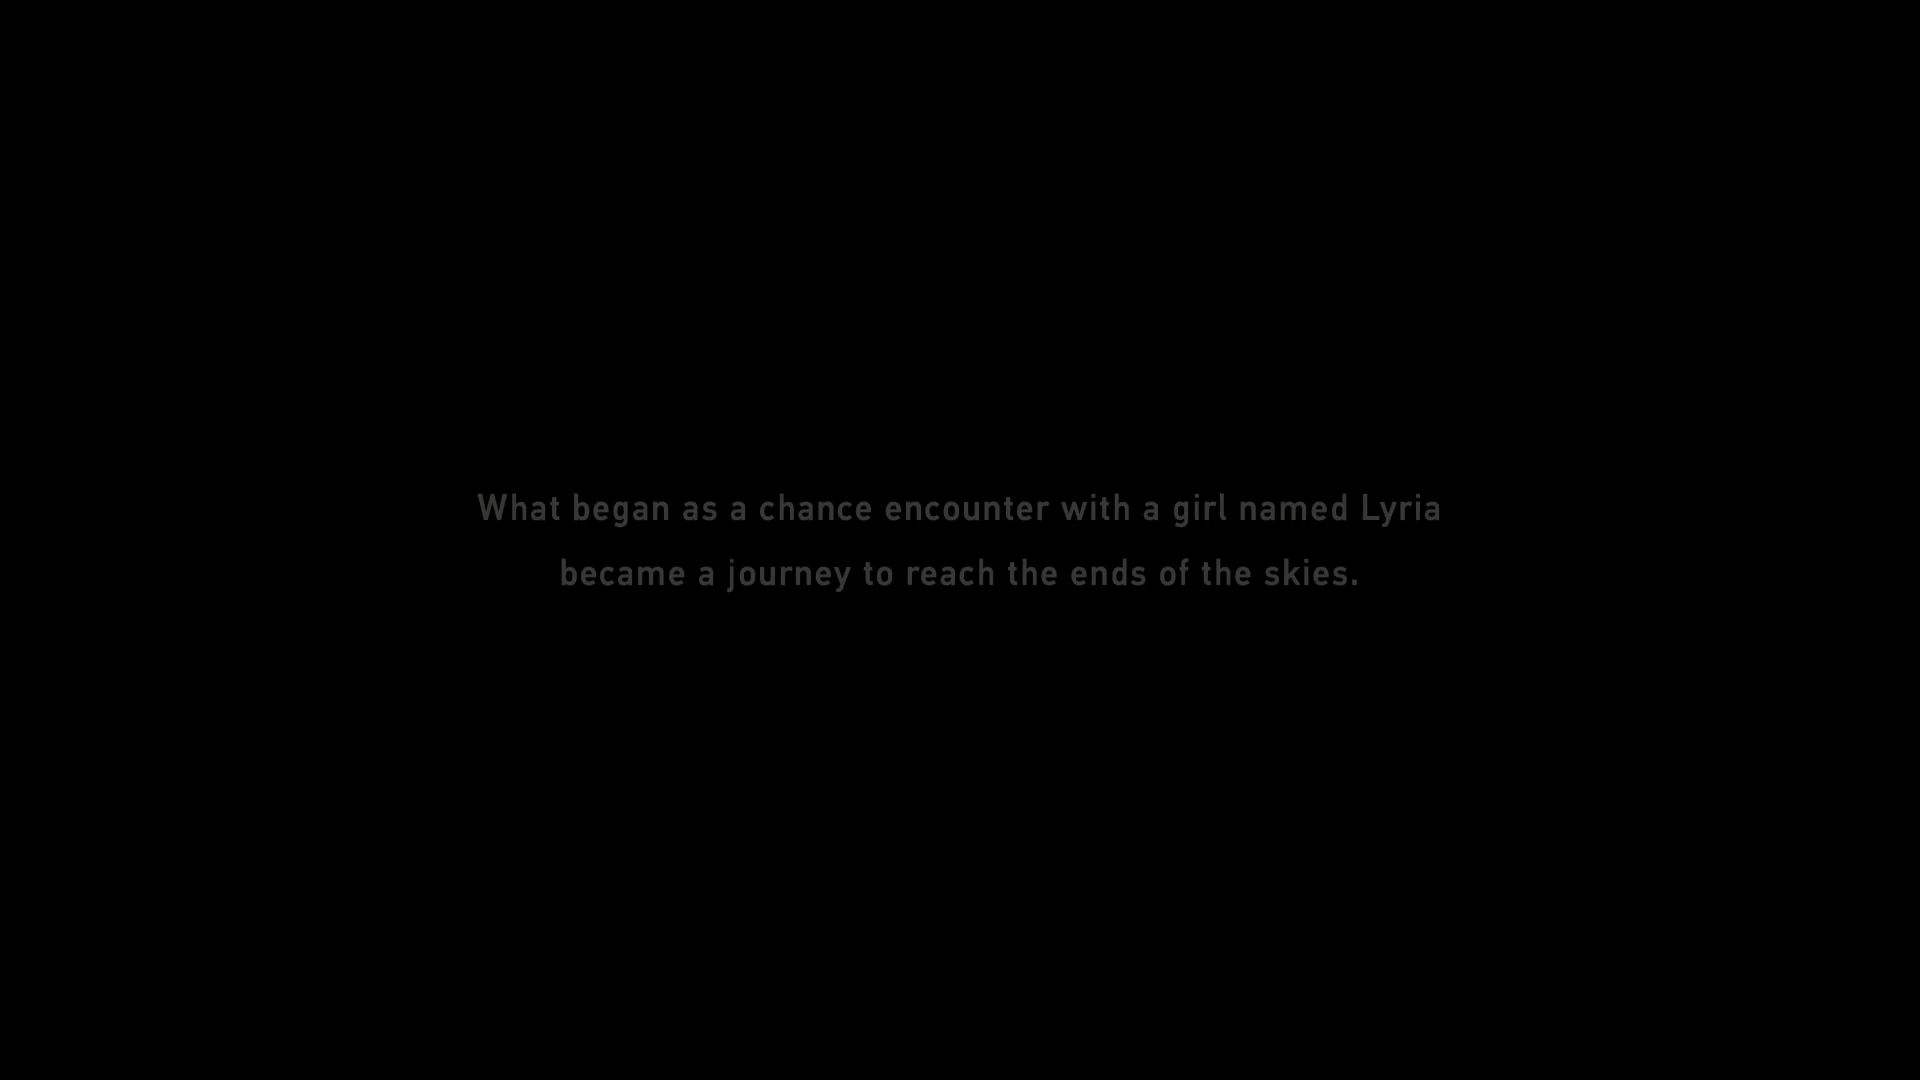 What began as a chance encounter with a girl named Lyria
became a journey to reach the ends of the skies.